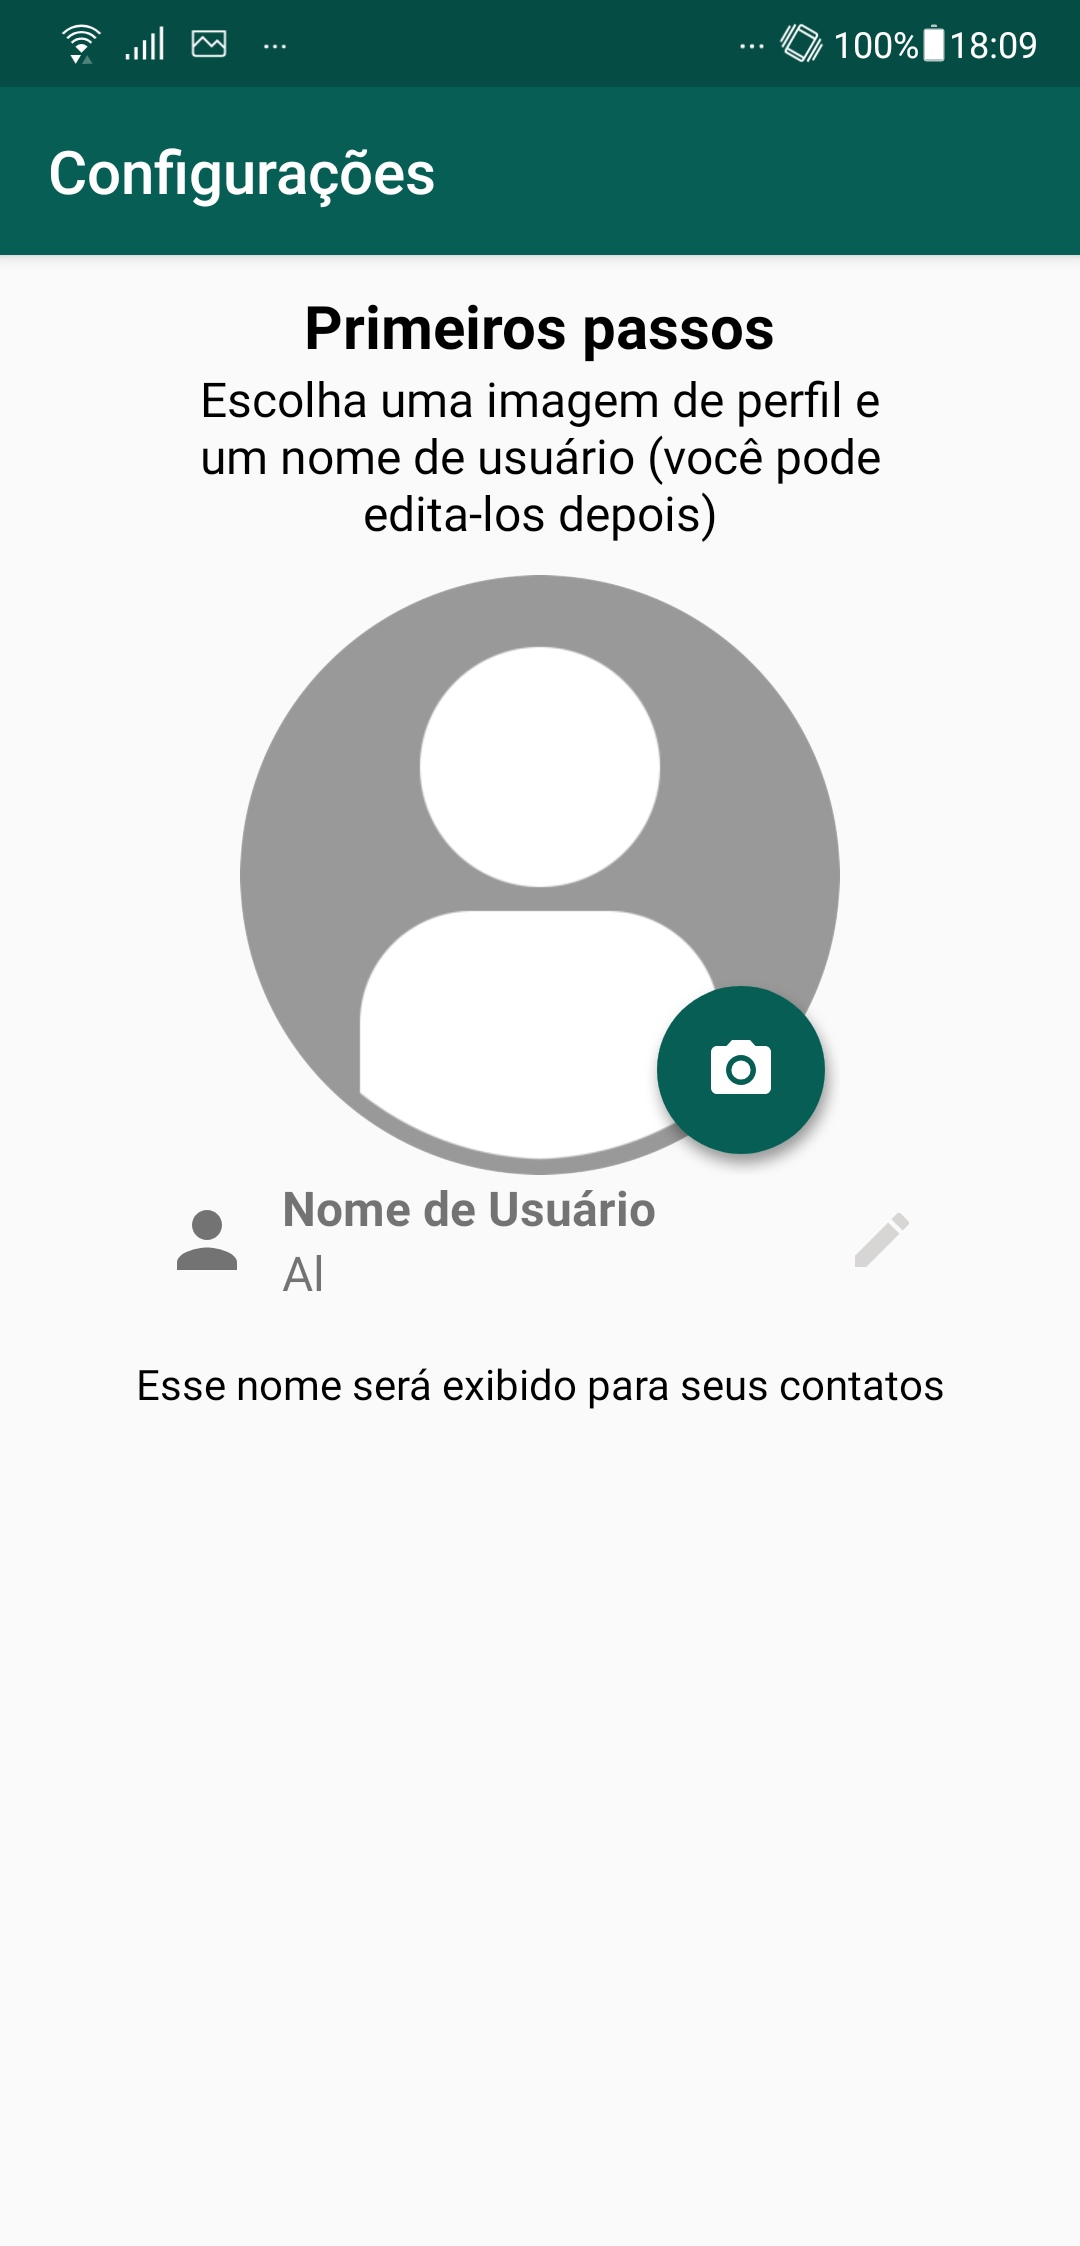 100% 18:09
Configurações
Primeiros passos
Escolha uma imagem de perfil e
um nome de usuário (você pode
edita-los depois)
Nome de Usuário
Al
Esse nome será exibido para seus contatos